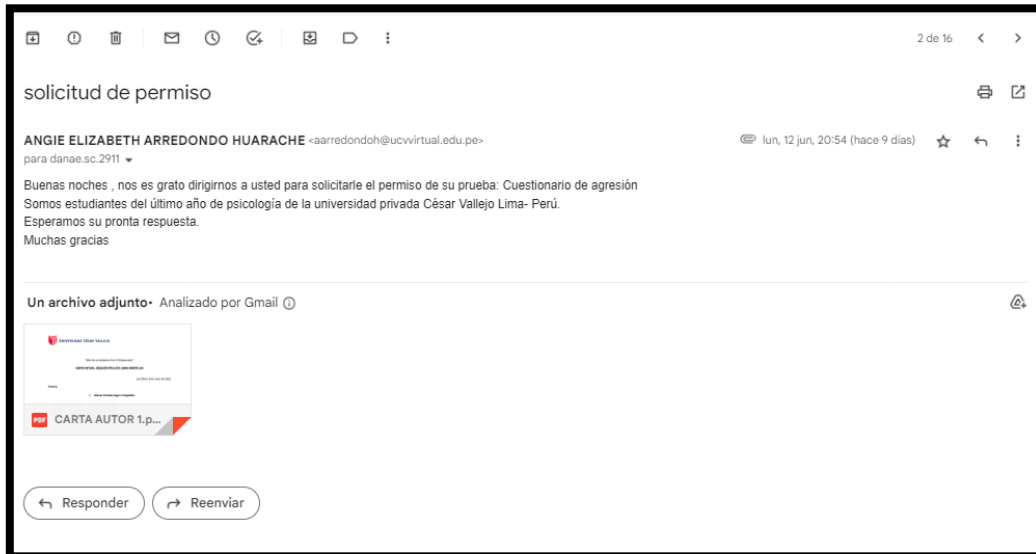 2 de 16
solicitud de permiso
ANGIE ELIZABETH ARREDONDO HUARACHE <aarredondoh@ucvvirtual.edu.pe>
lun, 12 jun, 20:54 (hace 9 días)
para danae.sc.2911
Buenas noches , nos es grato dirigirnos a usted para solicitarle el permiso de su prueba: Cuestionario de agresión
Somos estudiantes del último año de psicología de la universidad privada César Vallejo Lima- Perú.
Esperamos su pronta respuesta.
Muchas gracias
Un archivo adjunto• Analizado por Gmail
UNIVERSIDAD CÉSAR VALLEJO
PDF CARTA AUTOR 1.p...
Responder
Reenviar